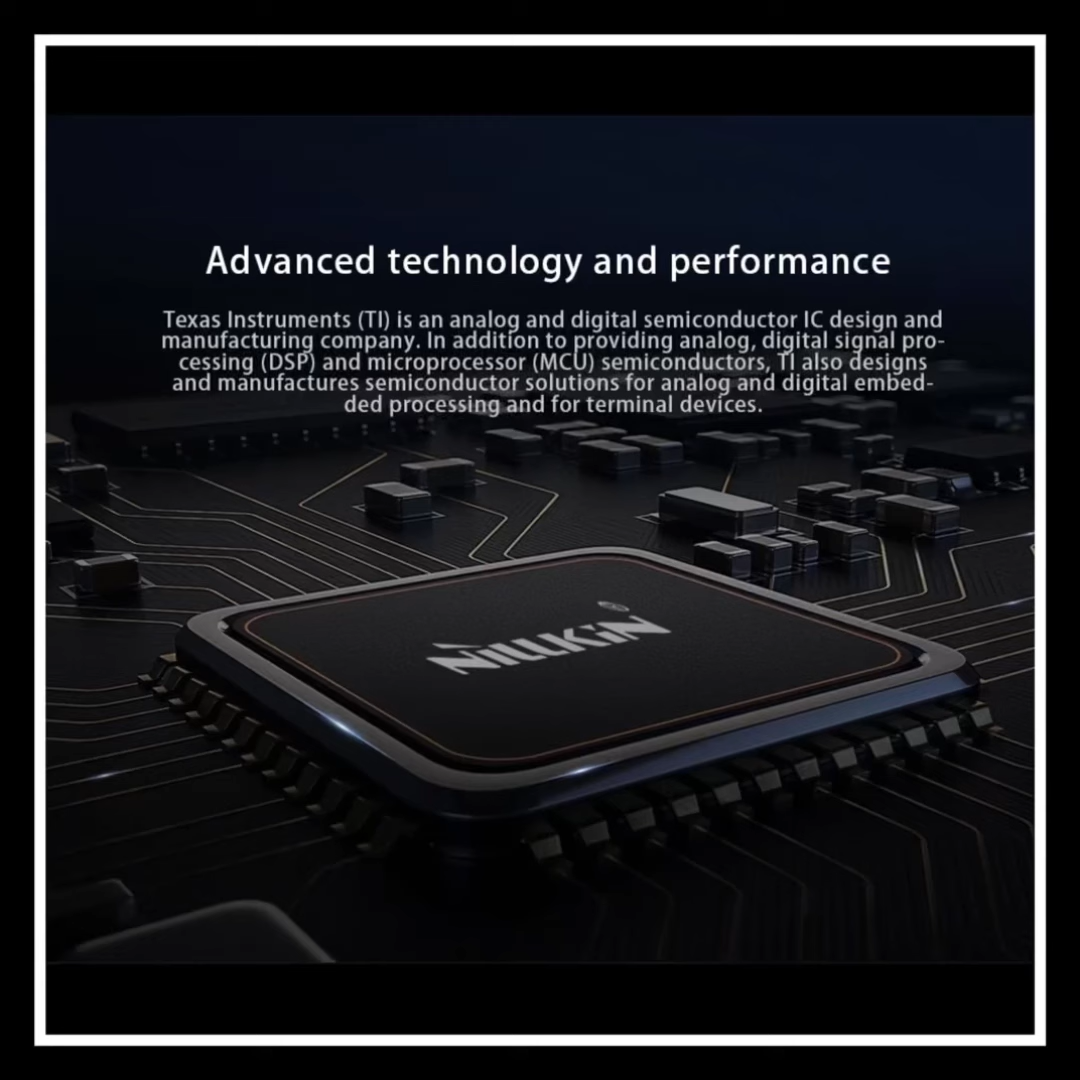 Advanced technology and performance
Texas Instruments (TI) is an analog and digital semiconductor IC design and
manufacturing company. In addition to providing analog, digital signal pro-
cessing (DSP) and microprocessor (MCU) semiconductors, TI also designs
and manufactures semiconductor solutions for analog and digital embed-
ded processing and for terminal devices.
NILLKIN®